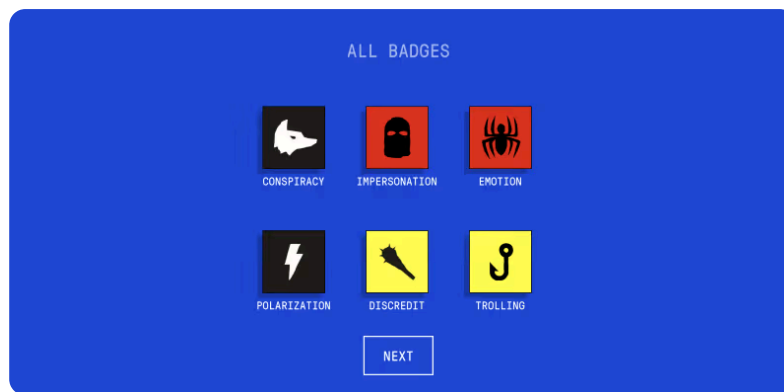 ALL BADGES
CONSPIRACY IMPERSONATION EMOTION
POLARIZATION DISCREDIT TROLLING
NEXT